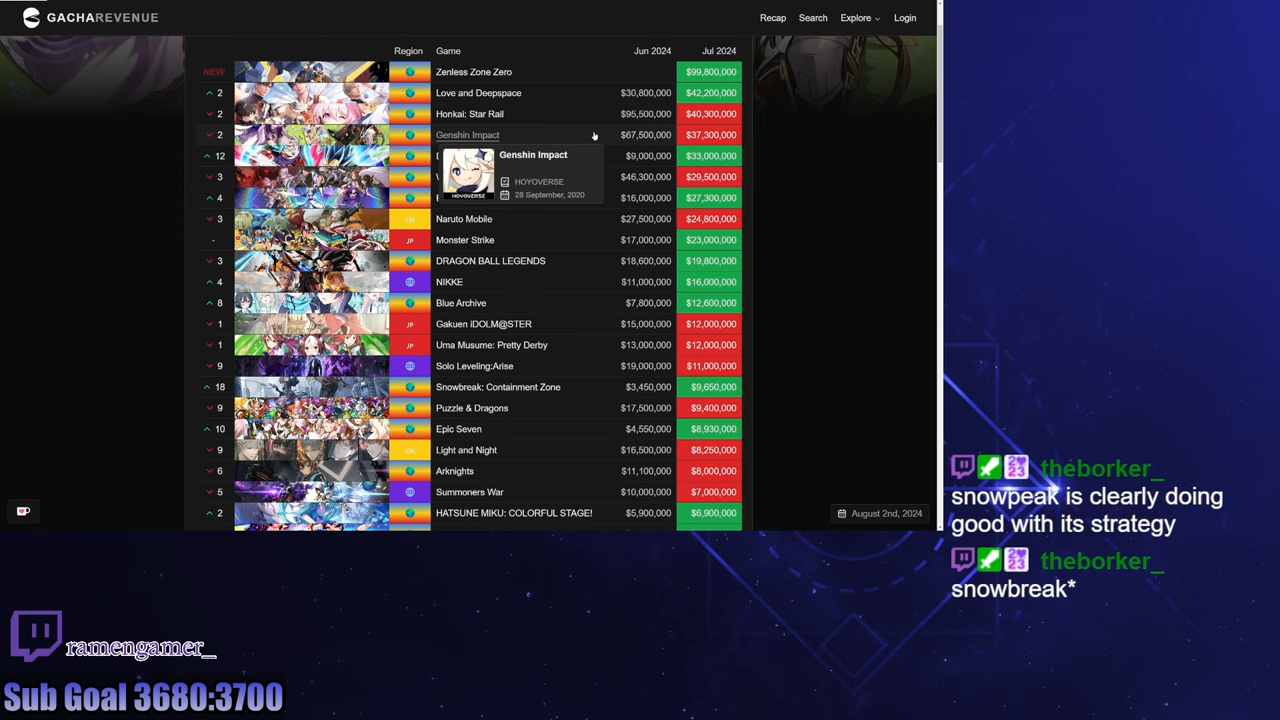 GACHAREVENUE Recap Search Explore Login
Region Game Jun 2024 Jul 2024
NEW Zenless Zone Zero $99,800,000
2 Love and Deepspace $30,800,000 $42,200,000
2 Honkai: Star Rail $95,500,000 $40,300,000
2 Genshin Impact $67,500,000 $37,300,000
12 $9,000,000 $33,000,000
3 $46,300,000 $29,500,000
4 $16,000,000 $27,300,000
Genshin Impact
HOYOVERSE
28 September, 2020
HOYOVERSE
3 CN Naruto Mobile $27,500,000 $24,800,000
- JP Monster Strike $17,000,000 $23,000,000
3 DRAGON BALL LEGENDS $18,600,000 $19,800,000
4 NIKKE $11,000,000 $16,000,000
8 Blue Archive $7,800,000 $12,600,000
1 JP Gakuen iDOLM@STER $15,000,000 $12,000,000
1 JP Uma Musume: Pretty Derby $13,000,000 $12,000,000
9 Solo Leveling:Arise $19,000,000 $11,000,000
18 Snowbreak: Containment Zone $3,450,000 $9,650,000
9 Puzzle & Dragons $17,500,000 $9,400,000
10 Epic Seven $4,550,000 $8,930,000
9 CN Light and Night $16,500,000 $8,250,000
6 Arknights $11,100,000 $8,000,000
5 Summoners War $10,000,000 $7,000,000
2 HATSUNE MIKU: COLORFUL STAGE! $5,900,000 $6,900,000
August 2nd, 2024
theborker_
snowpeak is clearly doing
good with its strategy
theborker_
snowbreak*
ramengamer_
Sub Goal 3680:3700